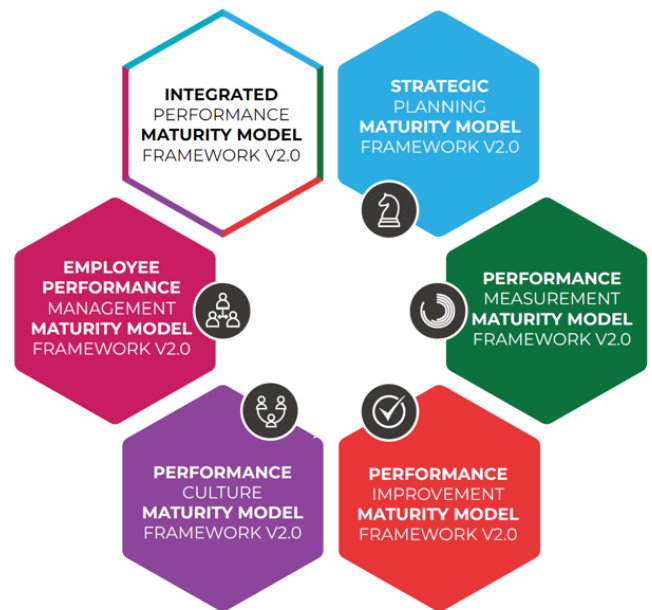 INTEGRATED
PERFORMANCE
MATURITY MODEL
FRAMEWORK V2.0
STRATEGIC
PLANNING
MATURITY MODEL
FRAMEWORK V2.0
EMPLOYEE
PERFORMANCE
MANAGEMENT
MATURITY MODEL
FRAMEWORK V2.0
PERFORMANCE
MEASUREMENT
MATURITY MODEL
FRAMEWORK V2.0
PERFORMANCE
CULTURE
MATURITY MODEL
FRAMEWORK V2.0
PERFORMANCE
IMPROVEMENT
MATURITY MODEL
FRAMEWORK V2.0